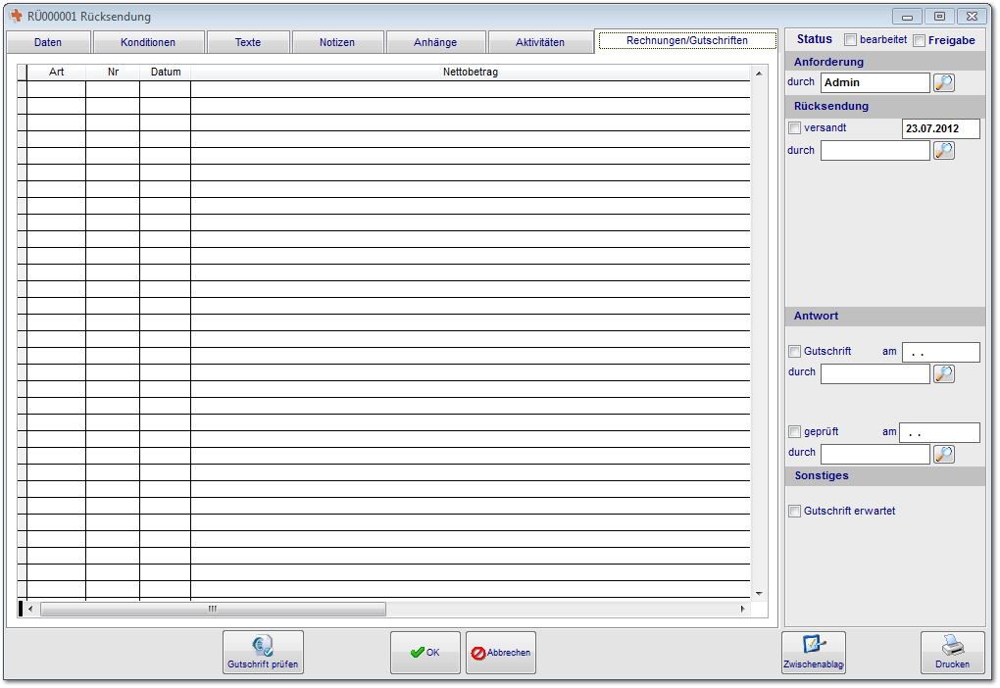 RÜ000001 Rücksendung
Daten Konditionen Texte Notizen Anhänge Aktivitäten Rechnungen/Gutschriften
Art Nr Datum Nettobetrag
Status bearbeitet Freigabe
Anforderung
durch Admin
Rücksendung
versandt 23.07.2012
durch
Antwort
Gutschrift am . .
durch
geprüft am . .
durch
Sonstiges
Gutschrift erwartet
Gutschrift prüfen OK Abbrechen Zwischenablag Drucken